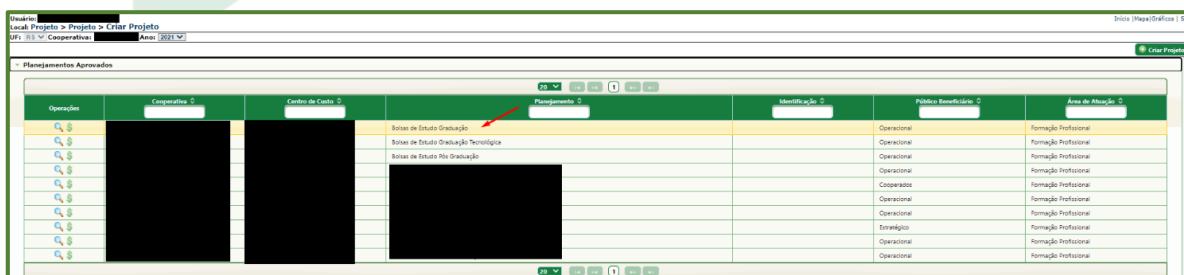 Usuário:
Início |Mapa|Gráficos | S
Local: Projeto > Projeto > Criar Projeto
UF: RS Cooperativa: Ano: 2021
Criar Projeto
Planejamentos Aprovados
20 1
Operações Cooperativa Centro de Custo Planejamento Identificação Público Beneficiário Área de Atuação
Bolsas de Estudo Graduação Operacional Formação Profissional
Bolsas de Estudo Graduação Tecnológica Operacional Formação Profissional
Bolsas de Estudo Pós Graduação Operacional Formação Profissional
Operacional Formação Profissional
Cooperados Formação Profissional
Operacional Formação Profissional
Operacional Formação Profissional
Estratégico Formação Profissional
Operacional Formação Profissional
Operacional Formação Profissional
20 1